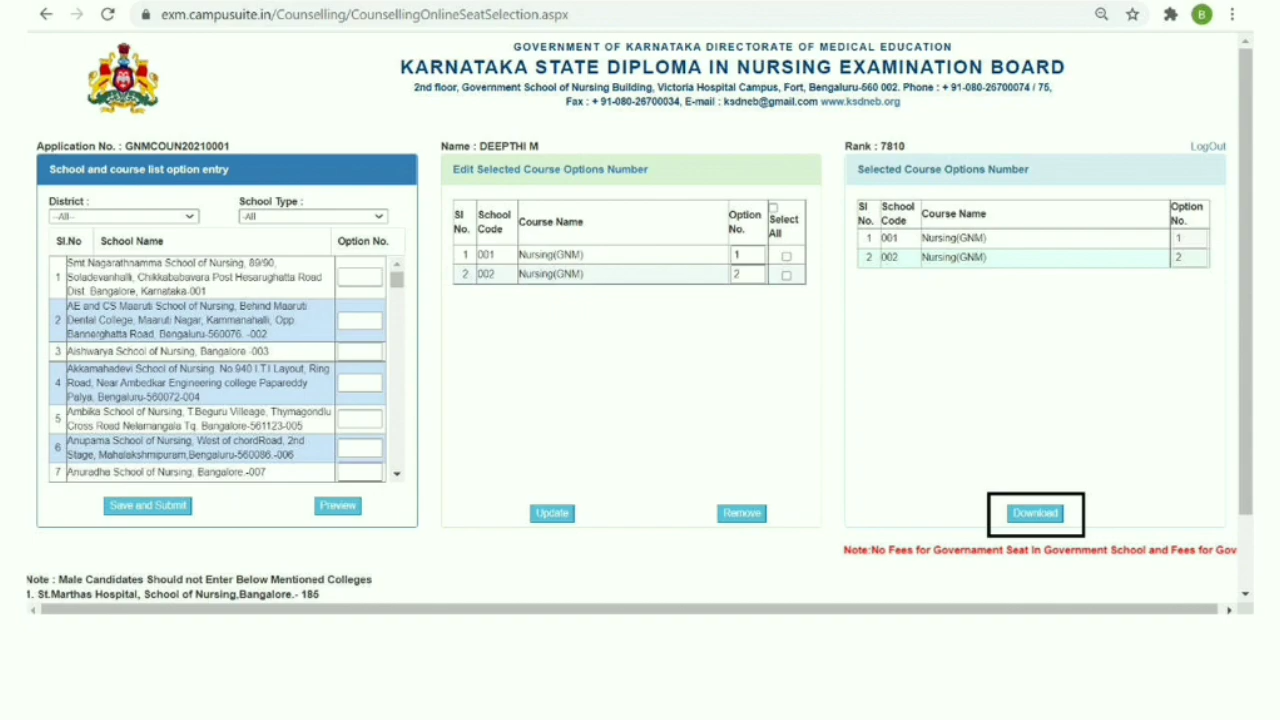 exm.campusuite.in/Counselling/CounsellingOnlineSeatSelection.aspx
B
GOVERNMENT OF KARNATAKA DIRECTORATE OF MEDICAL EDUCATION
KARNATAKA STATE DIPLOMA IN NURSING EXAMINATION BOARD
2nd floor, Government School of Nursing Building, Victoria Hospital Campus, Fort, Bengaluru-560 002. Phone : + 91-080-26700074 / 75,
Fax : + 91-080-26700034, E-mail : ksdneb@gmail.com www.ksdneb.org
Application No. : GNMCOUN20210001
Name : DEEPTHI M
Rank : 7810
LogOut
School and course list option entry
District :
School Type :
--All--
-All
Sl.No School Name Option No.
1 Smt Nagarathnamma School of Nursing, 89/90,
Soladevanhalli, Chikkababavara Post Hesarughatta Road
Dist. Bangalore, Karnataka-001
2 AE and CS Maaruti School of Nursing, Behind Maaruti
Dental College, Maaruti Nagar, Kammanahalli, Opp.
Bannerghatta Road, Bengaluru-560076. -002
3 Aishwarya School of Nursing, Bangalore -003
4 Akkamahadevi School of Nursing. No.940 I.T.I Layout, Ring
Road, Near Ambedkar Engineering college Papareddy
Palya, Bengaluru-560072-004
5 Ambika School of Nursing, T.Beguru Villeage, Thymagondlu
Cross Road Nelamangala Tq. Bangalore-561123-005
6 Anupama School of Nursing, West of chordRoad, 2nd
Stage, Mahalakshmipuram,Bengaluru-560086.-006
7 Anuradha School of Nursing, Bangalore.-007
Save and Submit
Preview
Edit Selected Course Options Number
Sl No. School Code Course Name Option No. Select All
1 001 Nursing(GNM) 1
2 002 Nursing(GNM) 2
Update
Remove
Selected Course Options Number
Sl No. School Code Course Name Option No.
1 001 Nursing(GNM) 1
2 002 Nursing(GNM) 2
Download
Note:No Fees for Governament Seat In Government School and Fees for Gov
Note : Male Candidates Should not Enter Below Mentioned Colleges
1. St.Marthas Hospital, School of Nursing,Bangalore.- 185